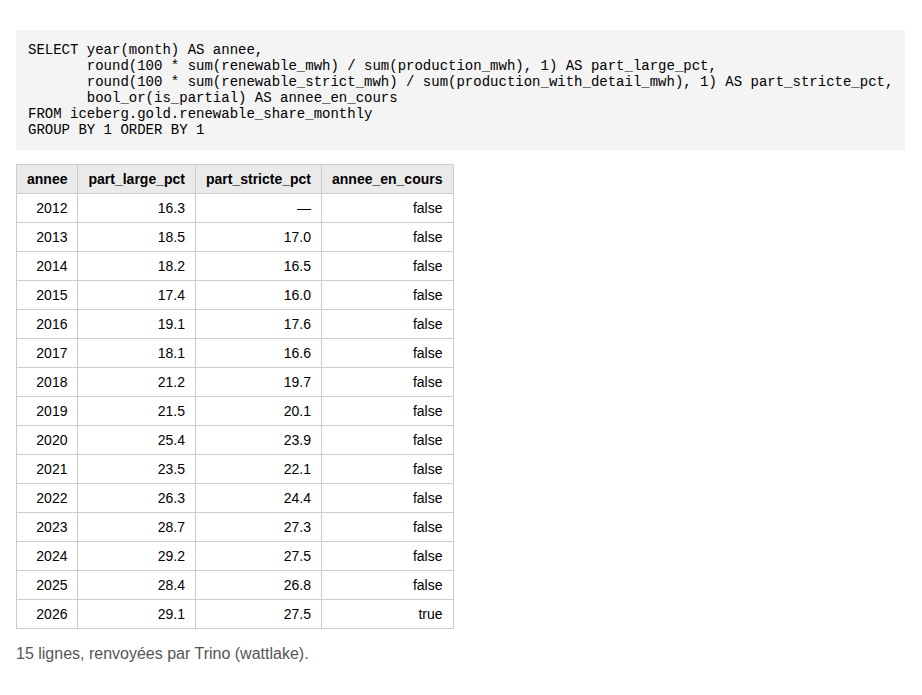 SELECT year(month) AS annee,
       round(100 * sum(renewable_mwh) / sum(production_mwh), 1) AS part_large_pct,
       round(100 * sum(renewable_strict_mwh) / sum(production_with_detail_mwh), 1) AS part_stricte_pct,
       bool_or(is_partial) AS annee_en_cours
FROM iceberg.gold.renewable_share_monthly
GROUP BY 1 ORDER BY 1
annee part_large_pct part_stricte_pct annee_en_cours
2012 16.3 — false
2013 18.5 17.0 false
2014 18.2 16.5 false
2015 17.4 16.0 false
2016 19.1 17.6 false
2017 18.1 16.6 false
2018 21.2 19.7 false
2019 21.5 20.1 false
2020 25.4 23.9 false
2021 23.5 22.1 false
2022 26.3 24.4 false
2023 28.7 27.3 false
2024 29.2 27.5 false
2025 28.4 26.8 false
2026 29.1 27.5 true
15 lignes, renvoyées par Trino (wattlake).